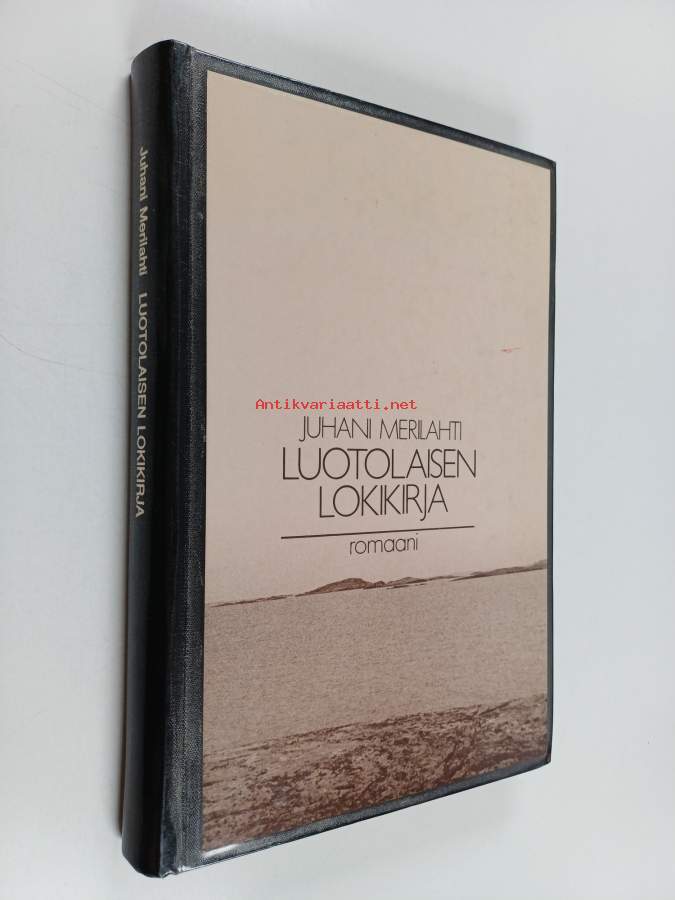 Juhani Merilahti LUOTOLAISEN LOKIKIRJA
Antikvariaatti.net
JUHANI MERILAHTI
LUOTOLAISEN
LOKIKIRJA
romaani